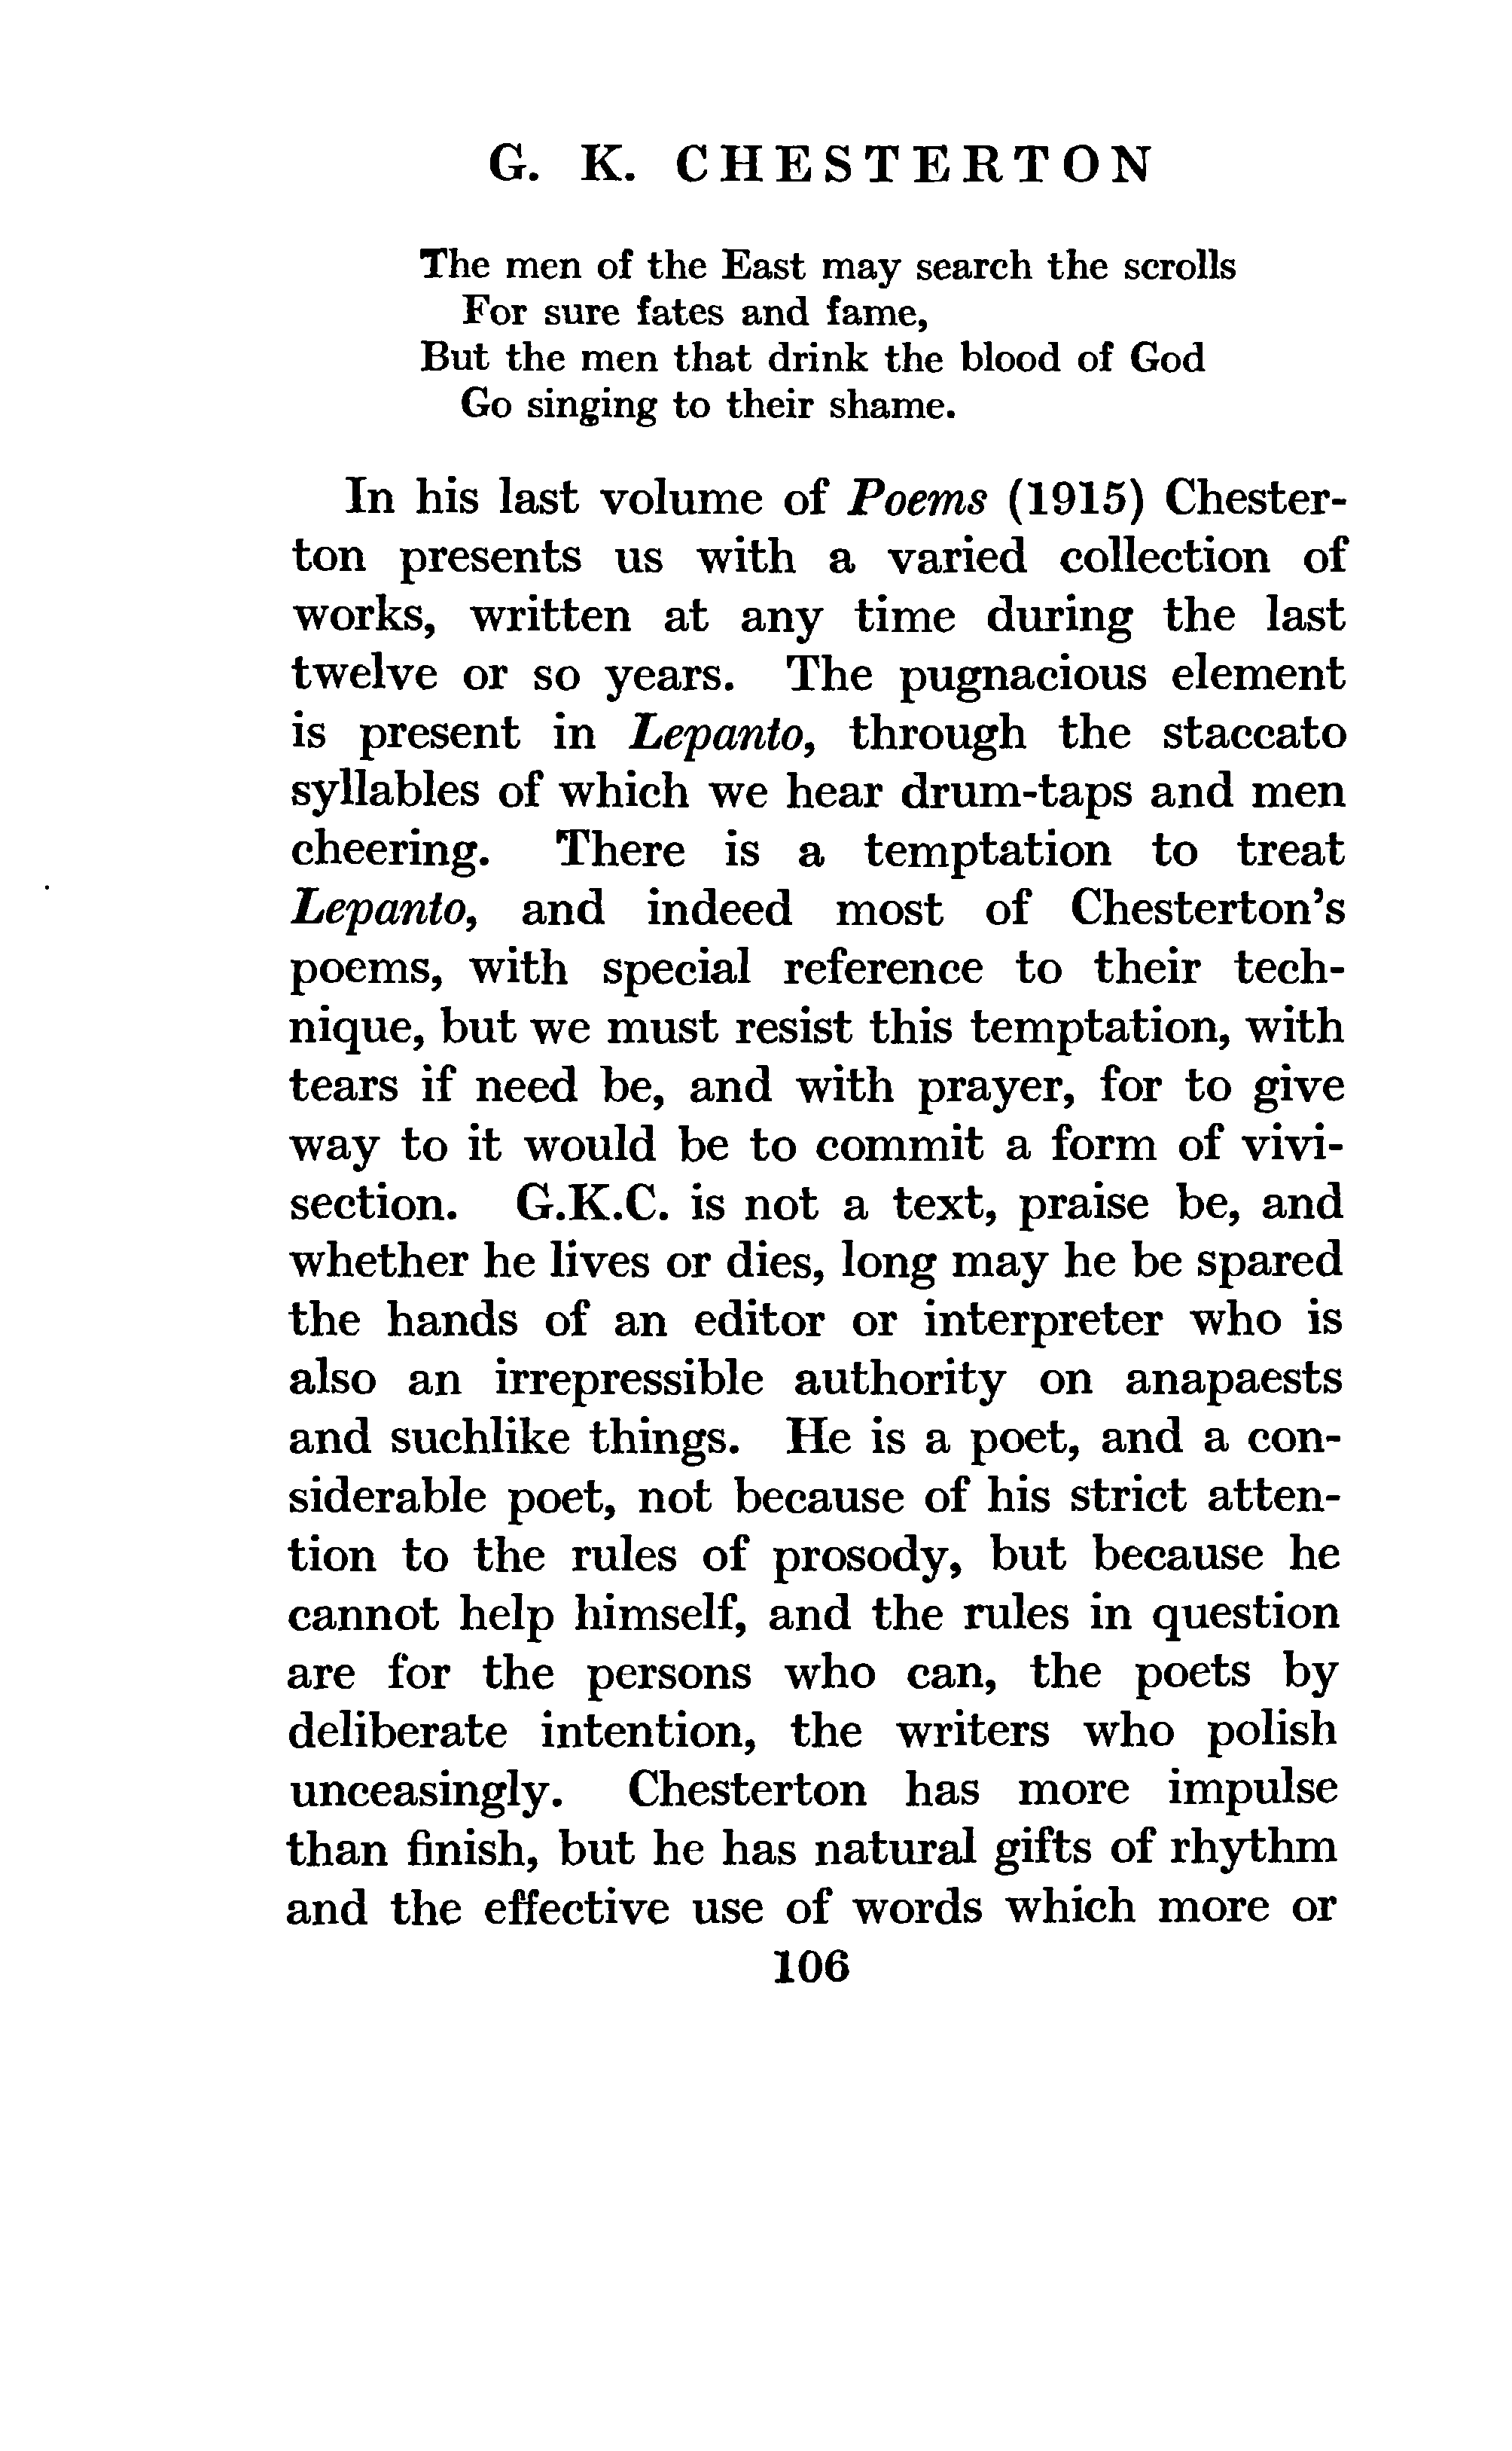 G. K. CHESTERTON
The men of the East may search the scrolls
For sure fates and fame,
But the men that drink the blood of God
Go singing to their shame.
In his last volume of Poems (1915) Chester-
ton presents us with a varied collection of
works, written at any time during the last
twelve or so years. The pugnacious element
is present in Lepanto, through the staccato
syllables of which we hear drum-taps and men
cheering. There is a temptation to treat
Lepanto, and indeed most of Chesterton's
poems, with special reference to their tech-
nique, but we must resist this temptation, with
tears if need be, and with prayer, for to give
way to it would be to commit a form of vivi-
section. G.K.C. is not a text, praise be, and
whether he lives or dies, long may he be spared
the hands of an editor or interpreter who is
also an irrepressible authority on anapaests
and suchlike things. He is a poet, and a con-
siderable poet, not because of his strict atten-
tion to the rules of prosody, but because he
cannot help himself, and the rules in question
are for the persons who can, the poets by
deliberate intention, the writers who polish
unceasingly. Chesterton has more impulse
than finish, but he has natural gifts of rhythm
and the effective use of words which more or
106